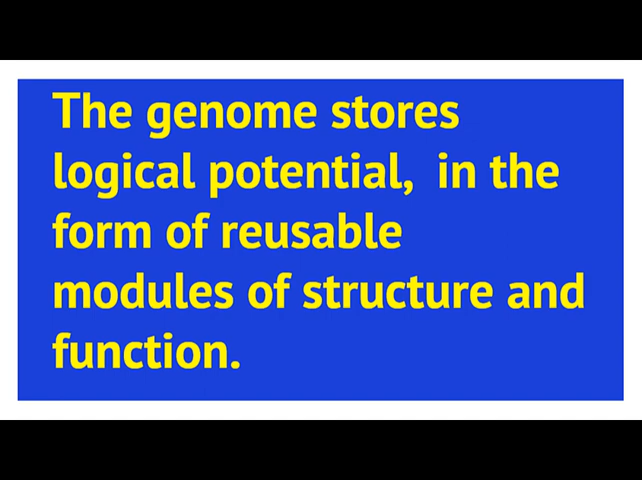 The genome stores
logical potential,  in the
form of reusable
modules of structure and
function.